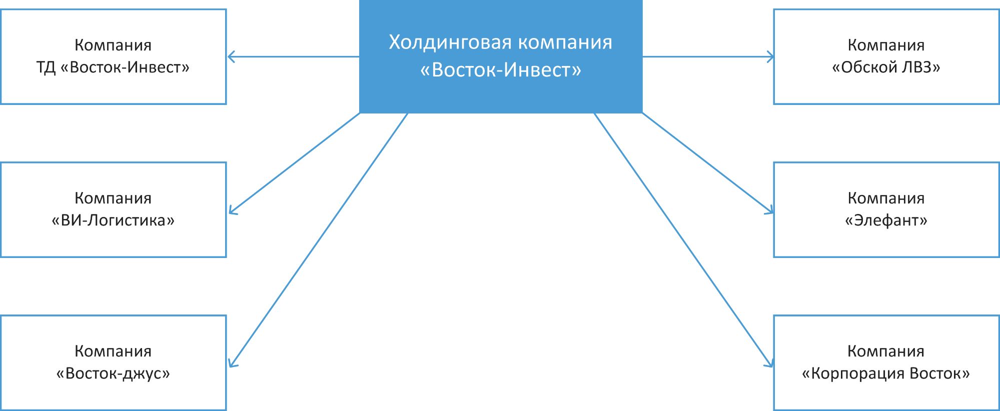 Холдинговая компания
«Восток-Инвест»
Компания
ТД «Восток-Инвест»
Компания
«Обской ЛВЗ»
Компания
«ВИ-Логистика»
Компания
«Элефант»
Компания
«Восток-джус»
Компания
«Корпорация Восток»